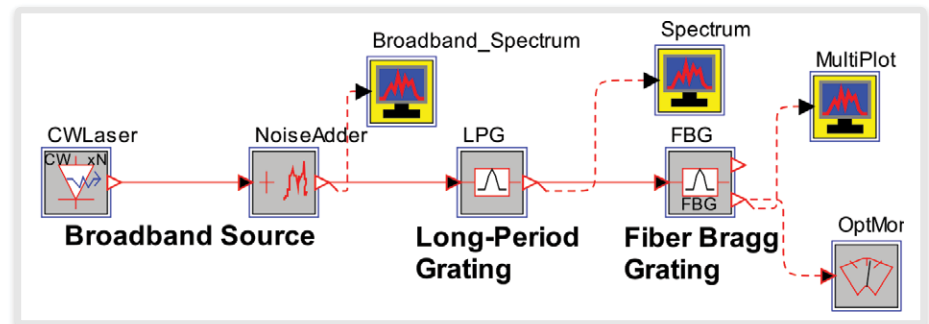 Broadband_Spectrum
Spectrum
MultiPlot
CWLaser
NoiseAdder
LPG
FBG
CW xN
FBG
Broadband Source
Long-Period
Grating
Fiber Bragg
Grating
OptMor